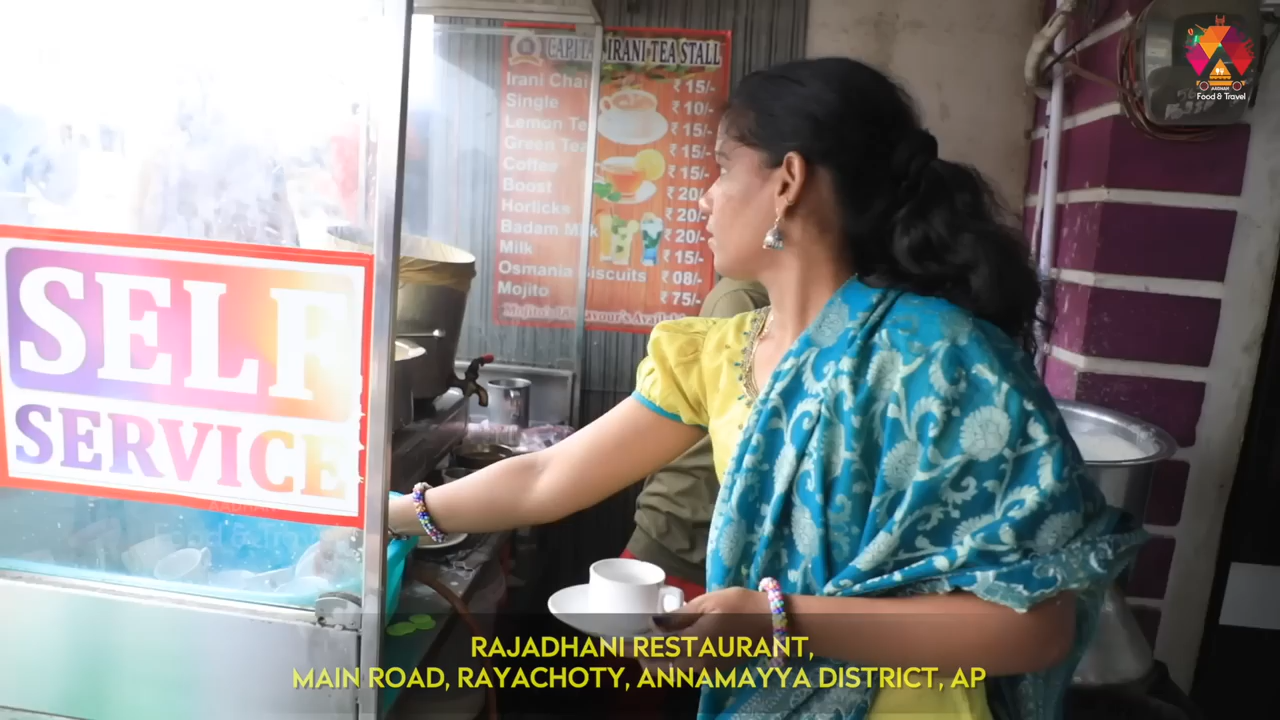 SELF
SERVICE
CAPITAL IRANI TEA STALL
Irani Chai ₹ 15/-
Single ₹ 10/-
Lemon Tea ₹ 15/-
Green Tea ₹ 15/-
Coffee ₹ 15/-
Boost ₹ 20/-
Horlicks ₹ 20/-
Badam Milk ₹ 20/-
Milk ₹ 15/-
Osmania Biscuits ₹ 08/-
Mojito ₹ 75/-
AADHAN
Food & Travel
RAJADHANI RESTAURANT,
MAIN ROAD, RAYACHOTY, ANNAMAYYA DISTRICT, AP